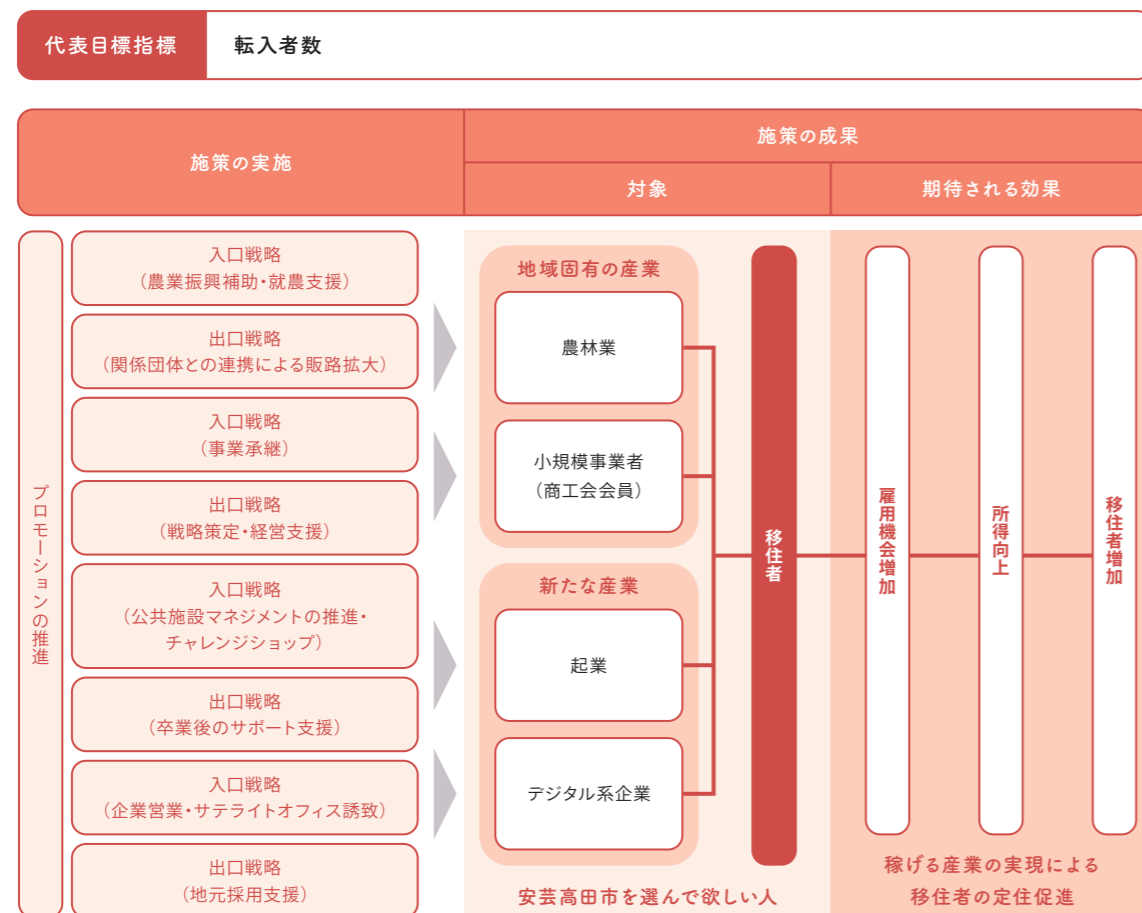 代表目標指標
転入者数
施策の実施
施策の成果
対象
期待される効果
プロモーションの推進
入口戦略
（農業振興補助・就農支援）
出口戦略
（関係団体との連携による販路拡大）
入口戦略
（事業承継）
出口戦略
（戦略策定・経営支援）
入口戦略
（公共施設マネジメントの推進・
チャレンジショップ）
出口戦略
（卒業後のサポート支援）
入口戦略
（企業営業・サテライトオフィス誘致）
出口戦略
（地元採用支援）
地域固有の産業
農林業
小規模事業者
（商工会会員）
新たな産業
起業
デジタル系企業
移住者
安芸高田市を選んで欲しい人
雇用機会増加
所得向上
移住者増加
稼げる産業の実現による
移住者の定住促進